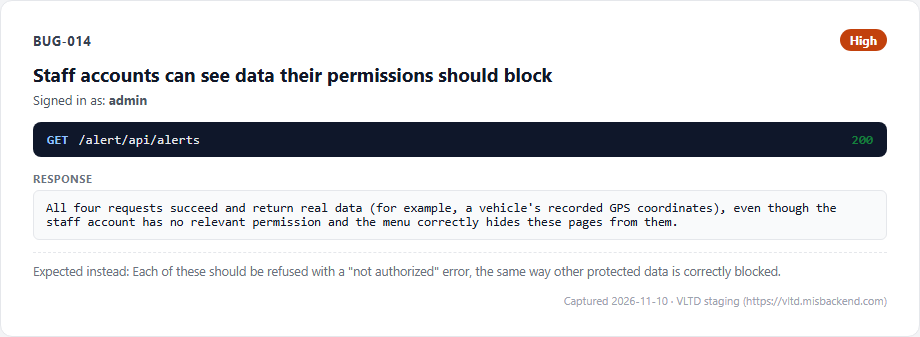 BUG-014
High
Staff accounts can see data their permissions should block
Signed in as: admin
GET /alert/api/alerts 200
RESPONSE
All four requests succeed and return real data (for example, a vehicle's recorded GPS coordinates), even though the
staff account has no relevant permission and the menu correctly hides these pages from them.
Expected instead: Each of these should be refused with a "not authorized" error, the same way other protected data is correctly blocked.
Captured 2026-11-10 · VLTD staging (https://vltd.misbackend.com)